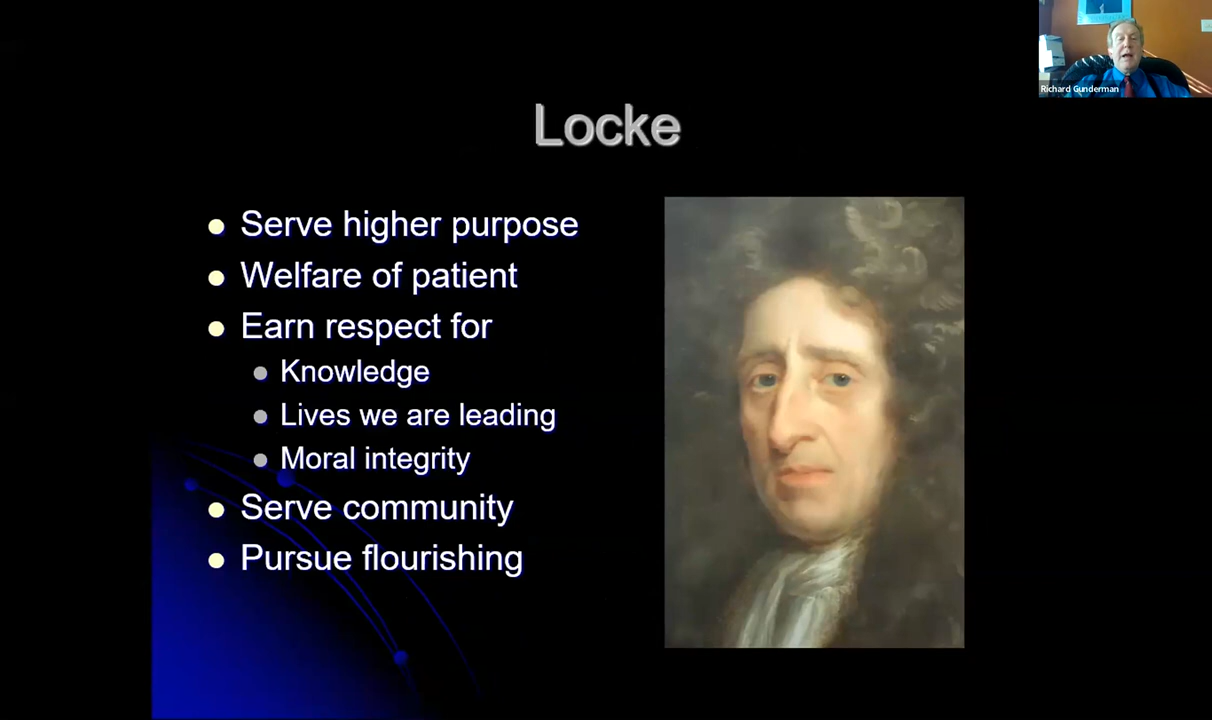 Richard Gunderman
Locke
Serve higher purpose
Welfare of patient
Earn respect for
Knowledge
Lives we are leading
Moral integrity
Serve community
Pursue flourishing